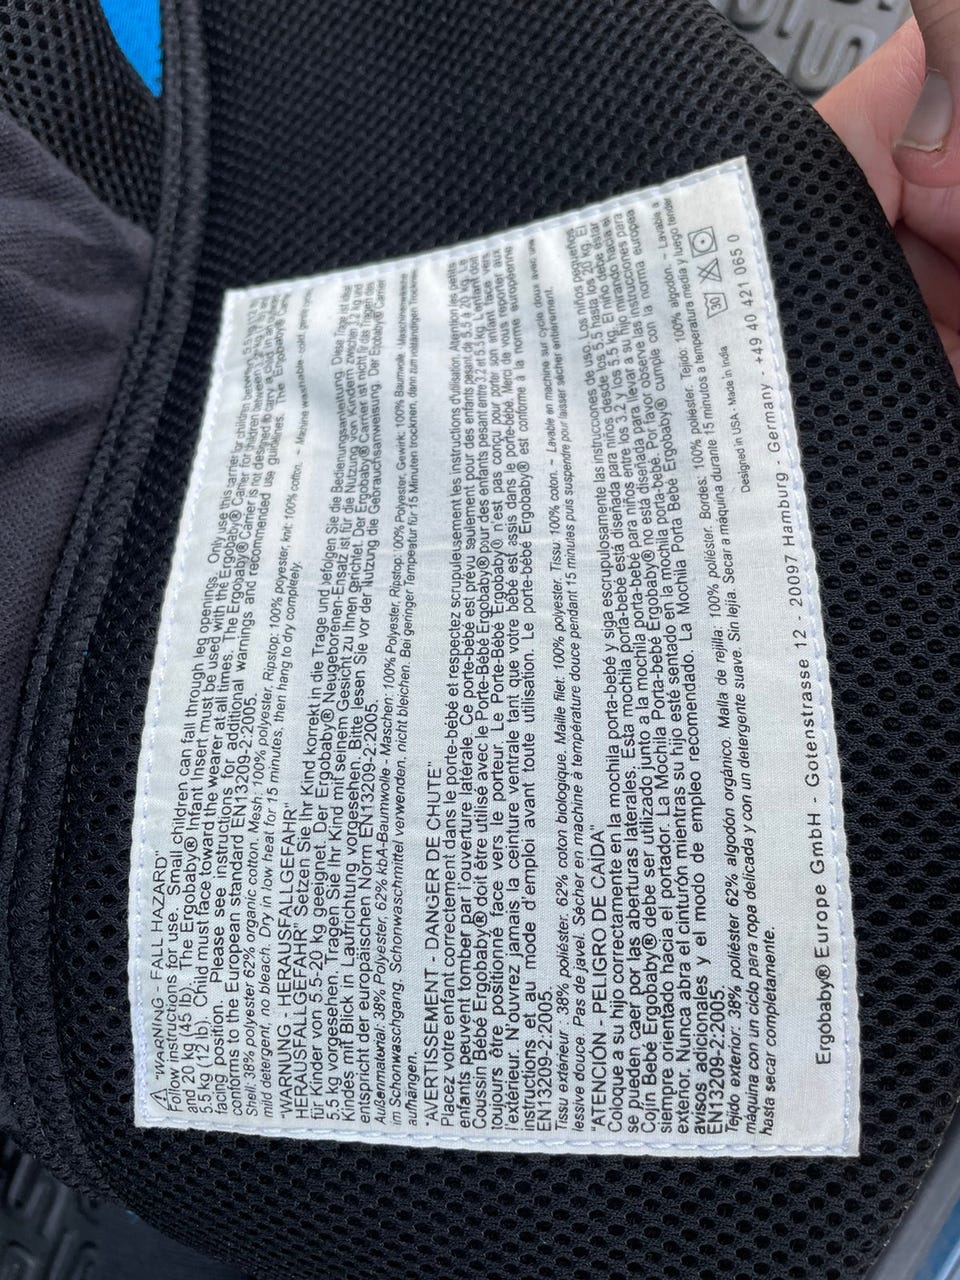 "WARNING - FALL HAZARD"
Follow instructions for use. Small children can fall through leg openings. Only use this carrier for children between 5.5
and 20 kg (45 lb). The Ergobaby® Infant Insert must be used with the Ergobaby® Carrier for children between
5.5 kg (12 lb). Child must face toward the wearer at all times. The Ergobaby® Carrier is not designed to carry a child in
facing position. Please see instructions for additional warnings and recommended use guidelines. The Ergobaby®
conforms to the European standard EN13209-2:2005.
Shell: 38% polyester 62% organic cotton. Mesh: 100% polyester, Ripstop: 100% polyester, knit: 100% cotton. ~ Machine washable - cold
mild detergent, no bleach. Dry in low heat for 15 minutes, then hang to dry completely.
"WARNUNG - HERAUSFALLGEFAHR"
HERAUSFALLGEFAHR" Setzen Sie Ihr Kind korrekt in die Trage und befolgen Sie die Bedienungsanleitung. Diese Trage ist
für Kinder von 5.5-20 kg geeignet. Der Ergobaby® Neugeborenen-Einsatz ist für die Nutzung von Kindern zwischen 3,2 kg und
5.5 kg vorgesehen. Tragen Sie Ihr Kind mit seinem Gesicht zu Ihnen gerichtet. Der Ergobaby® Carrier ist nicht für das Tragen des
Kindes mit Blick in Laufrichtung vorgesehen. Bitte lesen Sie vor der Nutzung die Gebrauchsanweisung. Der Ergobaby® Carrier
entspricht der europäischen Norm EN13209-2:2005.
Außenmaterial: 38% Polyester, 62% kbA-Baumwolle - Maschen: 100% Polyester, Ripstop: 00% Polyester, Gewirk: 100% Baumwolle.
im Schonwaschgang. Schonwaschmittel verwenden, nicht bleichen. Bei geringer Temperatur für 15 Minuten trocknen, dann zum vollständigen Trocknen
aufhängen.
"AVERTISSEMENT - DANGER DE CHUTE"
Placez votre enfant correctement dans le porte-bébé et respectez scrupuleusement les instructions d'utilisation. Attention les petits
enfants peuvent tomber par l'ouverture latérale. Ce porte-bébé est prévu seulement pour des enfants pesant de 5,5 à 20 kg. Le
Coussin Bébé Ergobaby® doit être utilisé avec le Porte-Bébé Ergobaby® pour des enfants pesant entre 3.2 et 5.5 kg. L'enfant doit
toujours être positionné face vers le porteur. Le Porte-Bébé Ergobaby® n'est pas conçu pour porter son enfant face vers
l'extérieur. N'ouvrez jamais la ceinture ventrale tant que votre bébé est assis dans le porte-bébé. Merci de vous reporter aux
instructions et au mode d'emploi avant toute utilisation. Le porte-bébé Ergobaby® est conforme à la norme européenne
EN13209-2:2005
Tissu extérieur : 38% poliéster. 62% coton biologique. Maille filet. 100% polyester. Tissu: 100% coton. ~ Lavable en machine sur cycle doux avec une
lessive douce. Pas de javel. Sécher en machine à température douce pendant 15 minutes puis suspendre pour laisser sécher entièrement.
"ATENCIÓN - PELIGRO DE CAÍDA"
Coloque a su hijo correctamente en la mochila porta-bebé y siga escrupulosamente las instrucciones de uso. Los niños pequeños
se pueden caer por las aberturas laterales. Esta mochila porta-bebé está diseñada para niños desde los 5.5 hasta los 20 kg. El
Cojín Bebé Ergobaby® debe ser utilizado junto a la mochila porta-bebé para niños entre los 3.2 y los 5.5 kg. El niño debe estar
siempre orientado hacia el portador. La Mochila Porta-bebé Ergobaby® no está diseñada para llevar a su hijo mirando hacia el
exterior. Nunca abra el cinturón mientras su hijo esté sentado en la mochila porta-bebé. Por favor observe las instrucciones para
avisos adicionales y el modo de empleo recomendado. La Mochila Porta Bebé Ergobaby® cumple con la norma europea
EN13209-2:2005
Tejido exterior: 38% poliéster 62% algodón orgánico. Malla de rejilla: 100% poliéster. Bordes: 100% poliéster. Tejido: 100% algodón. ~ Lavable a
máquina con un ciclo para ropa delicada y con un detergente suave. Sin lejía. Secar a máquina durante 15 minutos a temperatura media y luego tender
hasta secar completamente.
30
Designed in USA - Made in India
Ergobaby® Europe GmbH - Gotenstrasse 12 - 20097 Hamburg - Germany - +49 40 421 065 0